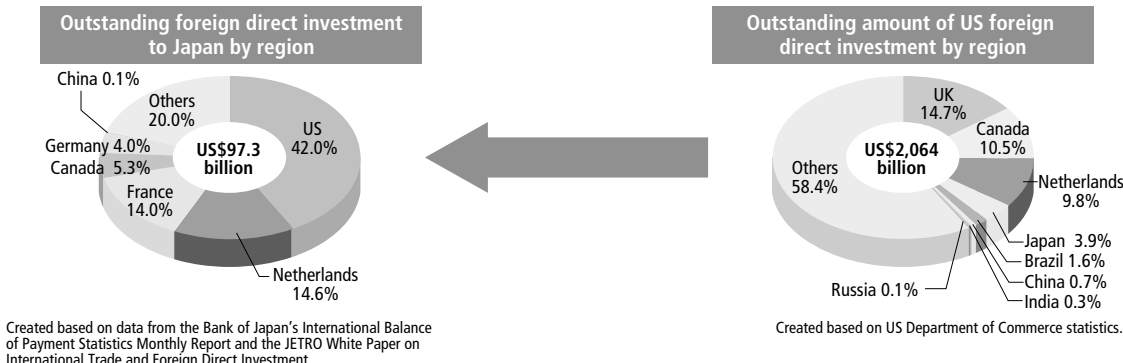 Outstanding foreign direct investment
to Japan by region
China 0.1%
Others
20.0%
US
42.0%
Germany 4.0%
US$97.3
billion
Canada 5.3%
France
14.0%
Netherlands
14.6%
Created based on data from the Bank of Japan's International Balance
of Payment Statistics Monthly Report and the JETRO White Paper on
International Trade and Foreign Direct Investment.
Outstanding amount of US foreign
direct investment by region
UK
14.7%
Canada
10.5%
US$2,064
billion
Others
58.4%
Netherlands
9.8%
Japan 3.9%
Brazil 1.6%
China 0.7%
India 0.3%
Russia 0.1%
Created based on US Department of Commerce statistics.